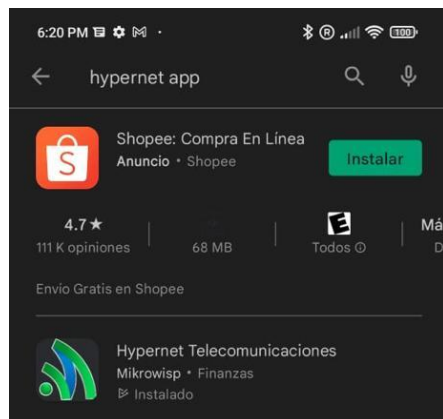 6:20 PM
100
hypernet app
Shopee: Compra En Línea
Anuncio • Shopee
Instalar
4.7★
111 K opiniones
68 MB
E
Todos
Má
D
Envío Gratis en Shopee
Hypernet Telecomunicaciones
Mikrowisp • Finanzas
Instalado